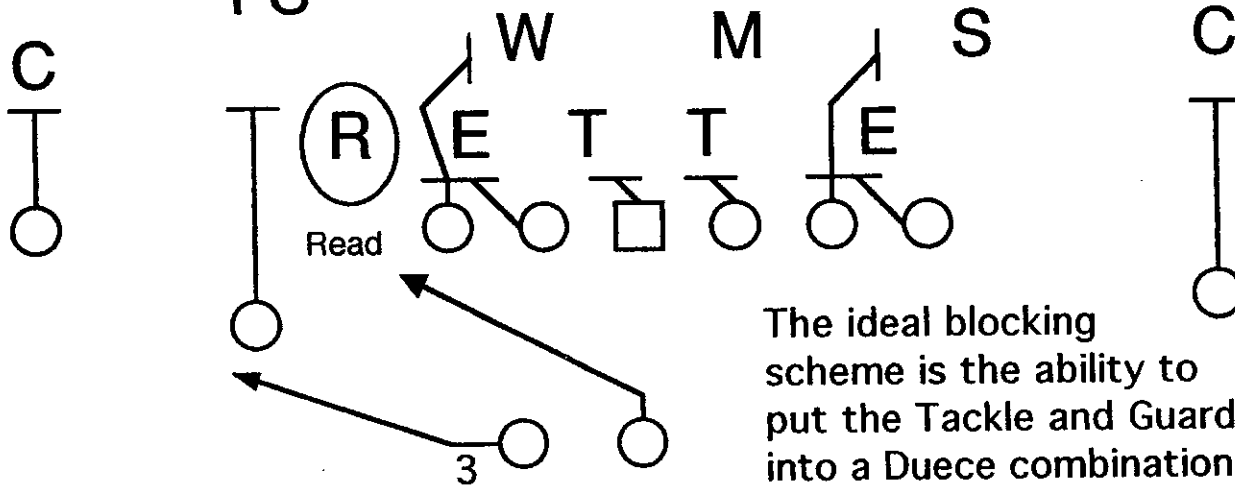 C W M S C
R E T T E
Read
The ideal blocking
scheme is the ability to
put the Tackle and Guard
into a Duece combination
3